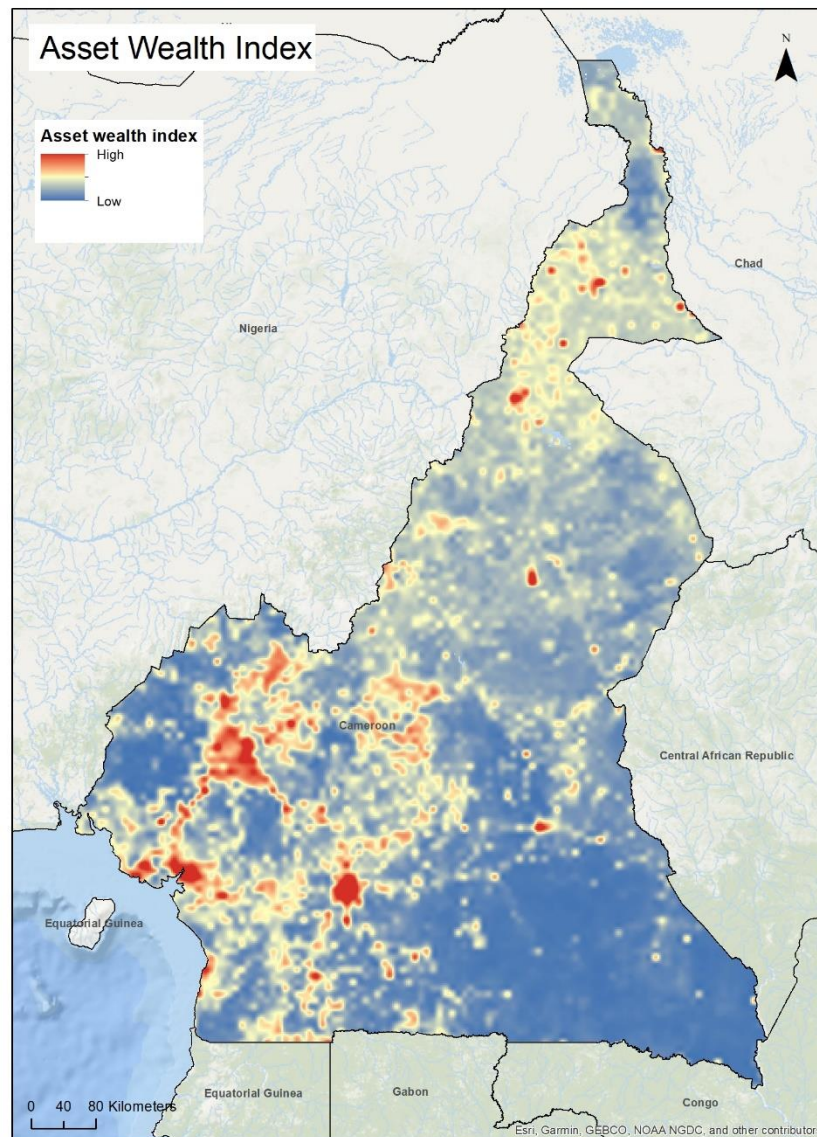 Asset Wealth Index
N
Asset wealth index
High
Low
Chad
Nigeria
Cameroon
Central African Republic
Equatorial Guinea
Equatorial Guinea
Gabon
Congo
0 40 80 Kilometers
Esri, Garmin, GEBCO, NOAA NGDC, and other contributor